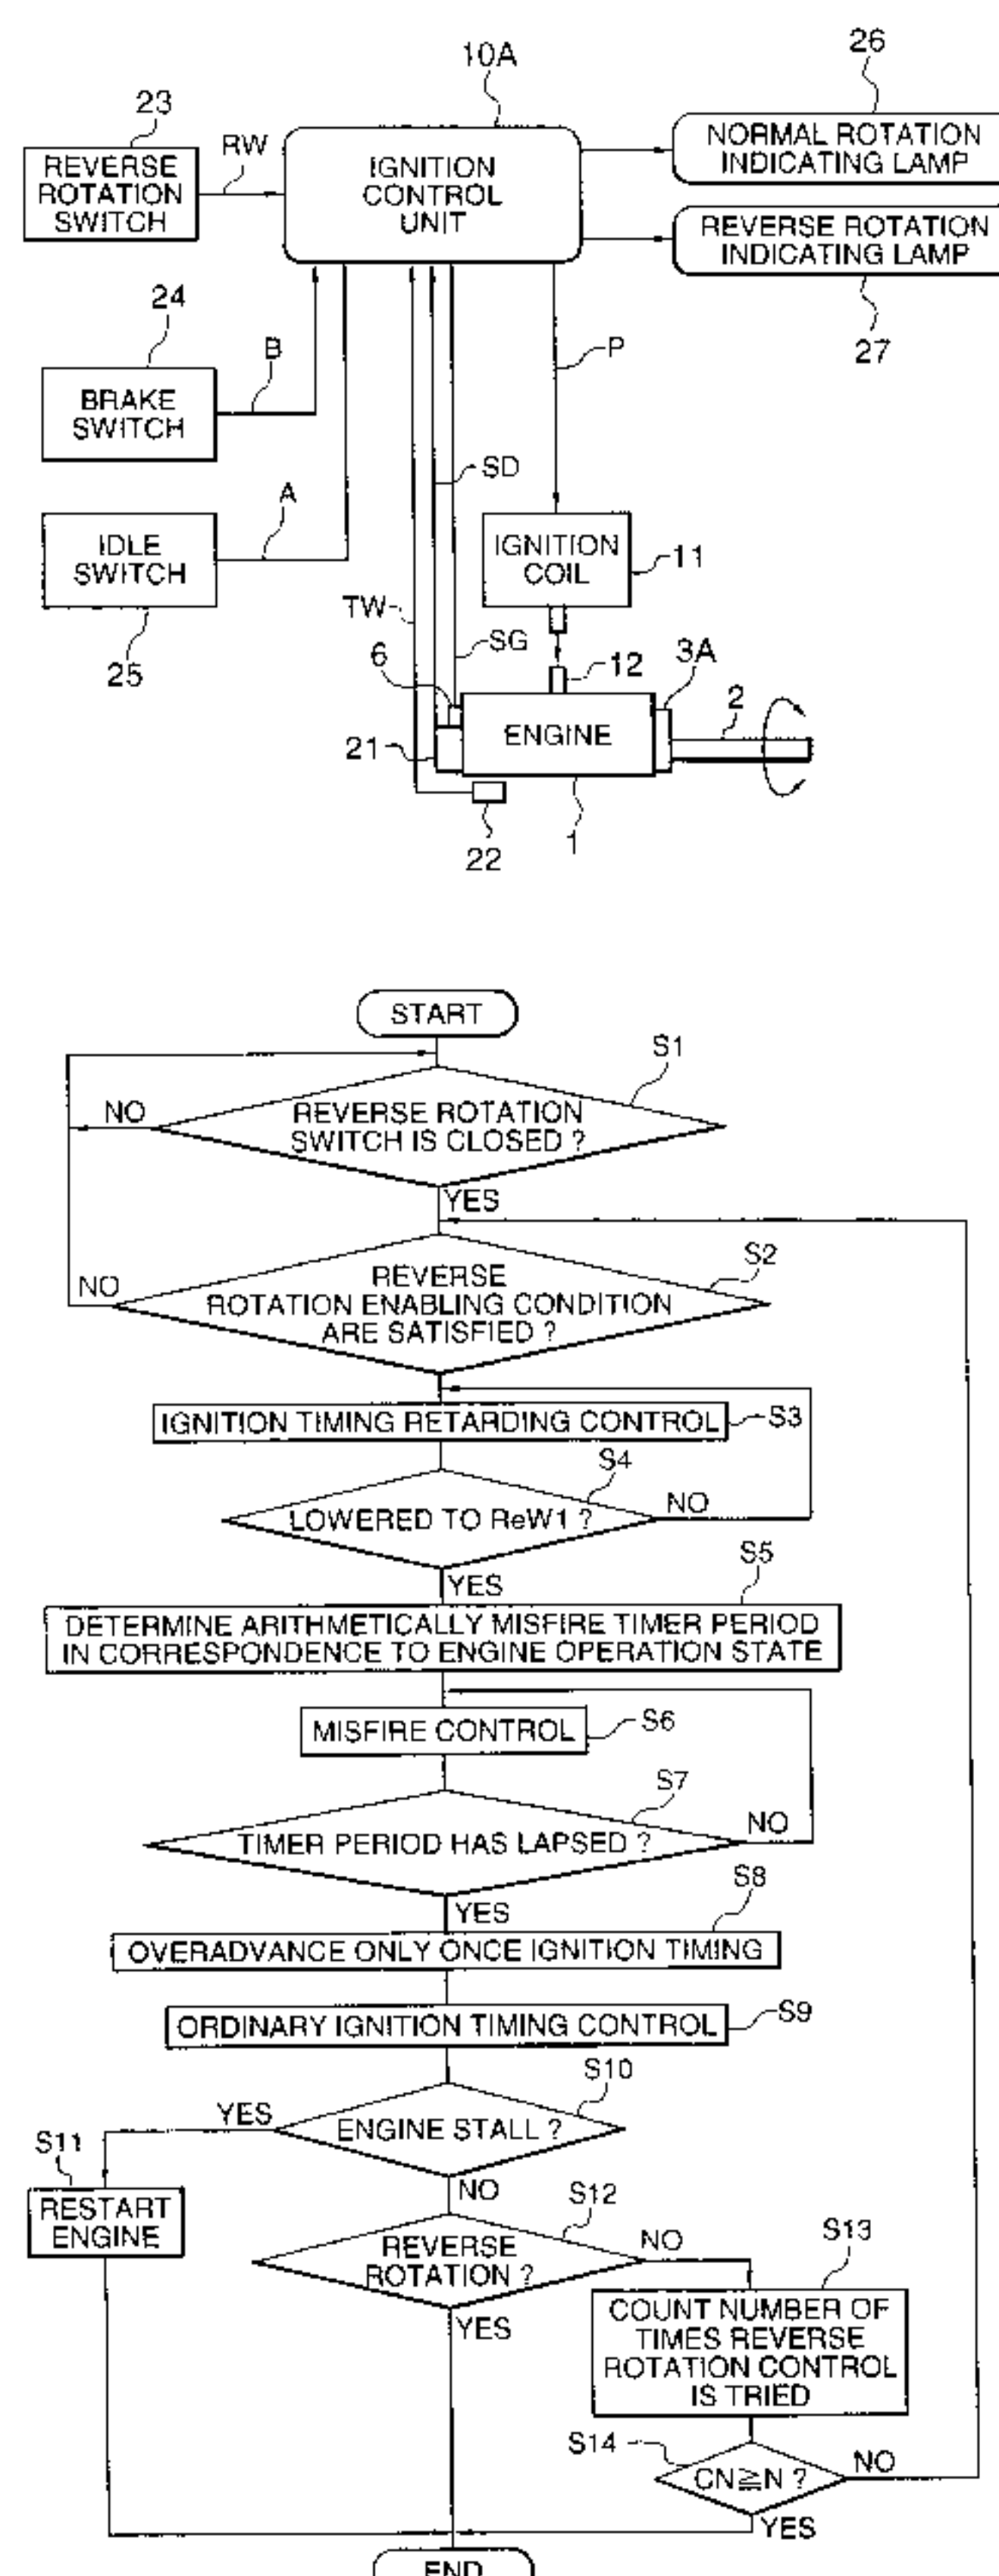 10A
26
23
RW
REVERSE
ROTATION
SWITCH
IGNITION
CONTROL
UNIT
NORMAL ROTATION
INDICATING LAMP
REVERSE ROTATION
INDICATING LAMP
27
24
B
P
BRAKE
SWITCH
SD
A
IDLE
SWITCH
IGNITION
COIL
11
TW
SG
25
6
12
3A
2
21
ENGINE
22
1
START
S1
NO
REVERSE ROTATION
SWITCH IS CLOSED ?
YES
S2
NO
REVERSE
ROTATION ENABLING CONDITION
ARE SATISFIED ?
IGNITION TIMING RETARDING CONTROL
S3
S4
LOWERED TO ReW1 ?
NO
YES
S5
DETERMINE ARITHMETICALLY MISFIRE TIMER PERIOD
IN CORRESPONDENCE TO ENGINE OPERATION STATE
MISFIRE CONTROL
S6
S7
TIMER PERIOD HAS LAPSED ?
NO
YES
S8
OVERADVANCE ONLY ONCE IGNITION TIMING
ORDINARY IGNITION TIMING CONTROL
S9
S10
YES
ENGINE STALL ?
S11
NO
RESTART
ENGINE
S12
REVERSE
ROTATION ?
NO
S13
YES
COUNT NUMBER OF
TIMES REVERSE
ROTATION CONTROL
IS TRIED
S14
CN≧N ?
NO
YES
END